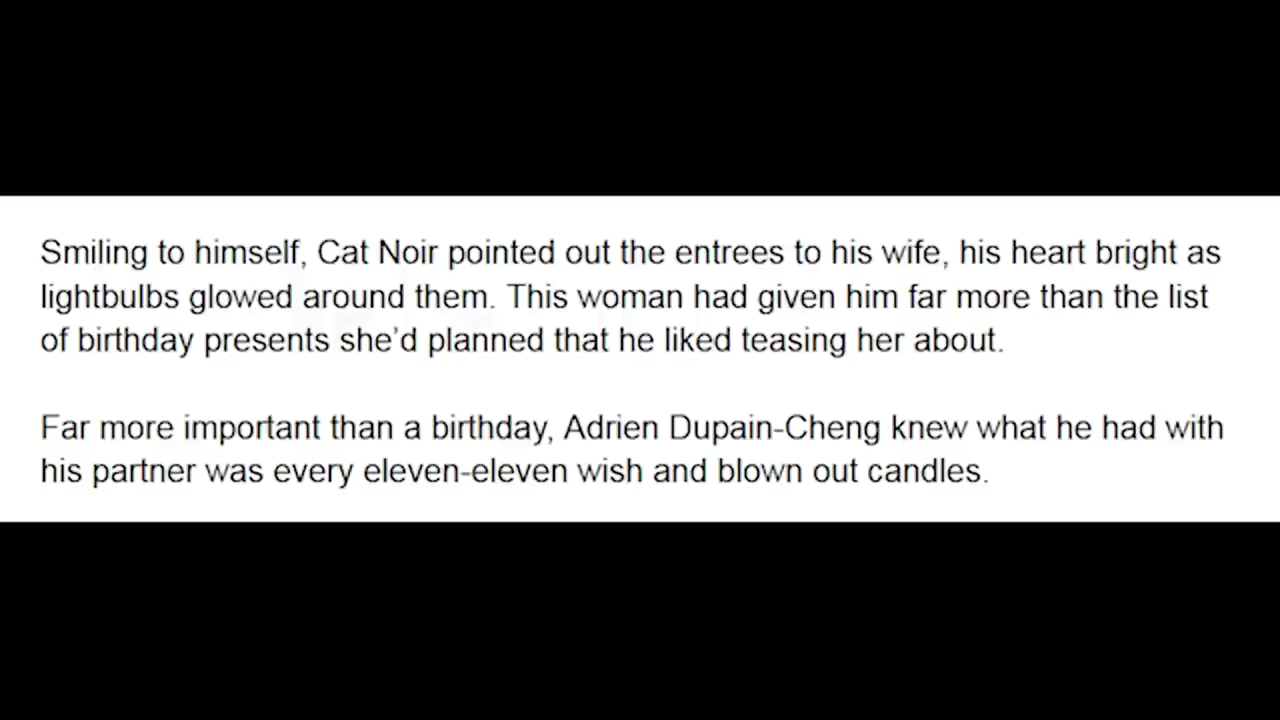 Smiling to himself, Cat Noir pointed out the entrees to his wife, his heart bright as
lightbulbs glowed around them. This woman had given him far more than the list
of birthday presents she’d planned that he liked teasing her about.
Far more important than a birthday, Adrien Dupain-Cheng knew what he had with
his partner was every eleven-eleven wish and blown out candles.